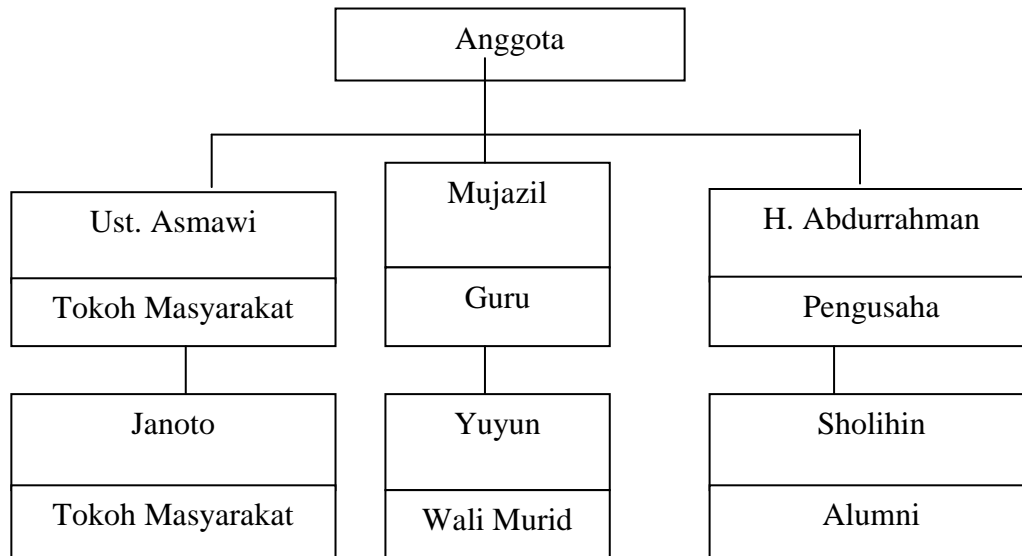 Anggota
Ust. Asmawi
Tokoh Masyarakat
Mujazil
Guru
H. Abdurrahman
Pengusaha
Janoto
Tokoh Masyarakat
Yuyun
Wali Murid
Sholihin
Alumni